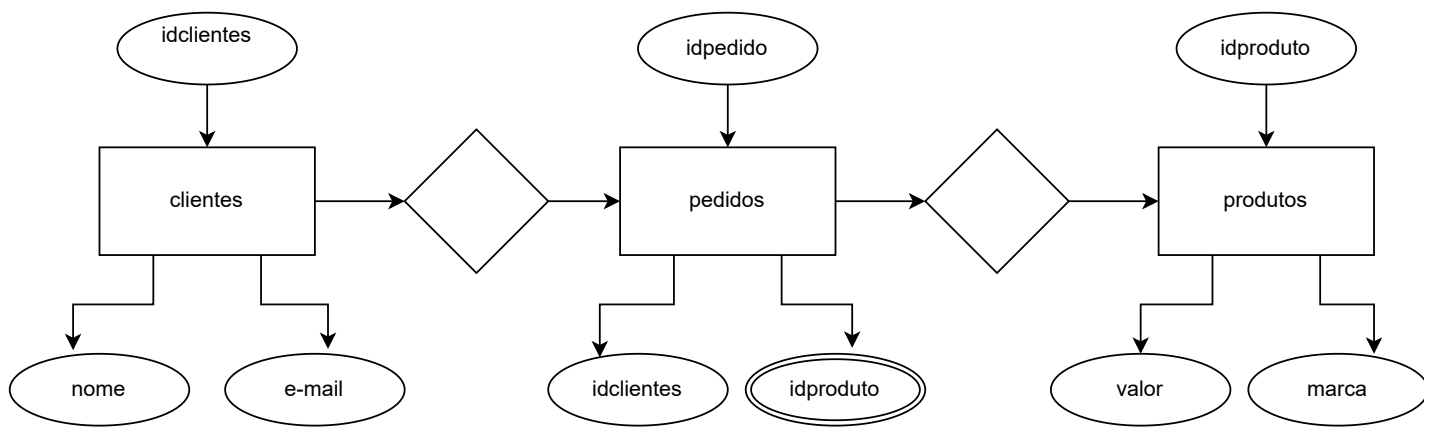 idclientes
idpedido
idproduto
clientes
pedidos
produtos
nome
e-mail
idclientes
idproduto
valor
marca